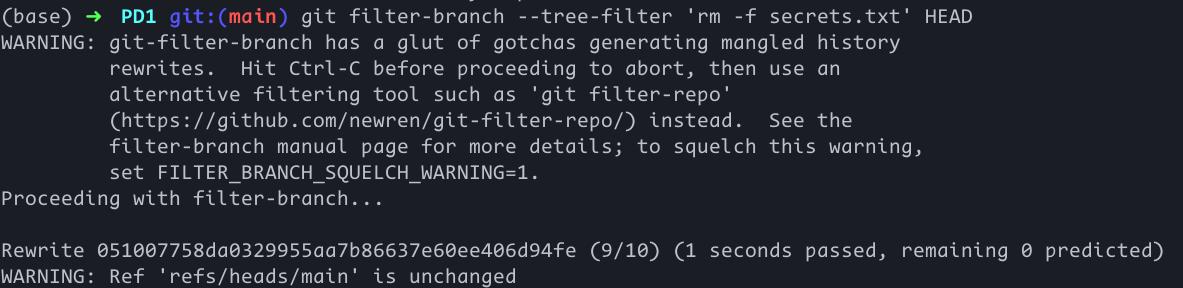 (base) ➜ PD1 git:(main) git filter-branch --tree-filter 'rm -f secrets.txt' HEAD
WARNING: git-filter-branch has a glut of gotchas generating mangled history
rewrites. Hit Ctrl-C before proceeding to abort, then use an
alternative filtering tool such as 'git filter-repo'
(https://github.com/newren/git-filter-repo/) instead. See the
filter-branch manual page for more details; to squelch this warning,
set FILTER_BRANCH_SQUELCH_WARNING=1.
Proceeding with filter-branch...
Rewrite 051007758da0329955aa7b86637e60ee406d94fe (9/10) (1 seconds passed, remaining 0 predicted)
WARNING: Ref 'refs/heads/main' is unchanged